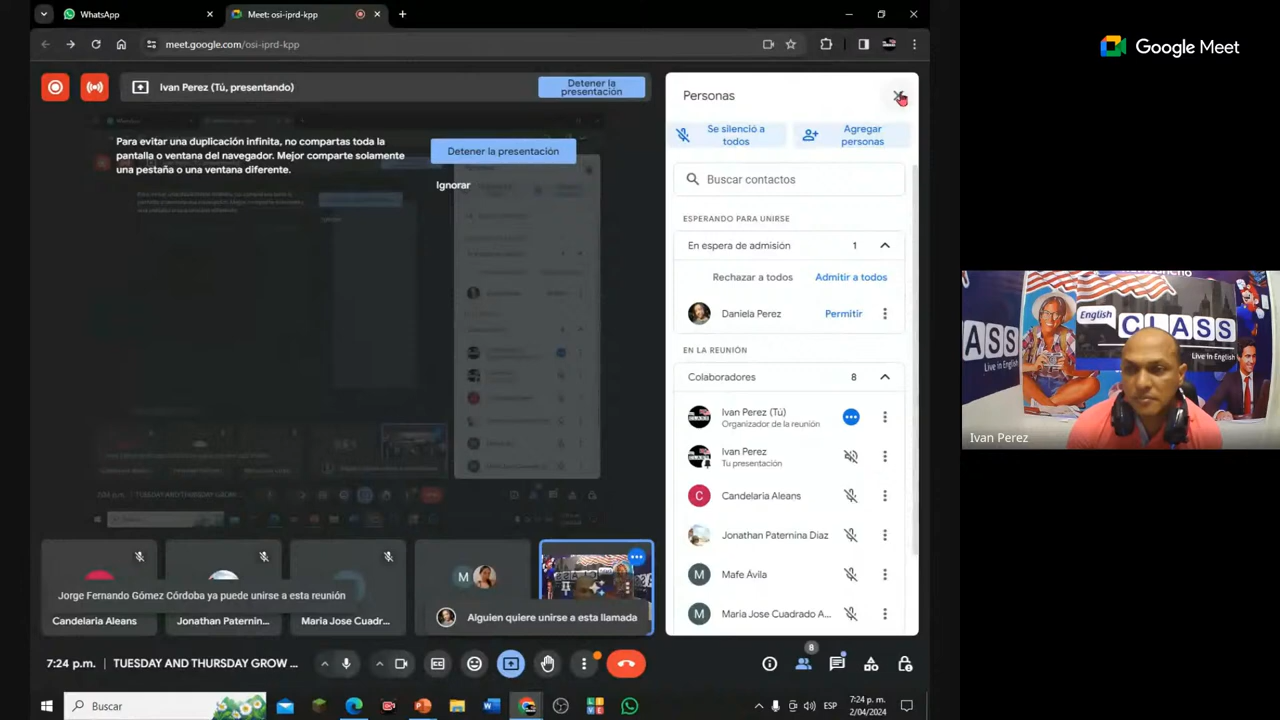 WhatsApp
Meet: osi-iprd-kpp
meet.google.com/osi-iprd-kpp
Google Meet
Ivan Perez (Tú, presentando)
Detener la
presentación
Para evitar una duplicación infinita, no compartas toda la
pantalla o ventana del navegador. Mejor comparte solamente
una pestaña o una ventana diferente.
Detener la presentación
Ignorar
Personas
Se silenció a
todos
Agregar
personas
Buscar contactos
ESPERANDO PARA UNIRSE
En espera de admisión 1
Rechazar a todos Admitir a todos
Daniela Perez Permitir
EN LA REUNIÓN
Colaboradores 8
Ivan Perez (Tú)
Organizador de la reunión
Ivan Perez
Tu presentación
C Candelaria Aleans
Jonathan Paternina Diaz
M Mafe Ávila
M Maria Jose Cuadrado A...
English
CLASS
Live in English
ASS
Live in English
Ivan Perez
M
Jorge Fernando Gómez Córdoba ya puede unirse a esta reunión
Alguien quiere unirse a esta llamada
Candelaria Aleans
Jonathan Paternin...
Maria Jose Cuadr...
7:24 p.m. TUESDAY AND THURSDAY GROW ...
8
Buscar
ESP
7:24 p. m.
2/04/2024